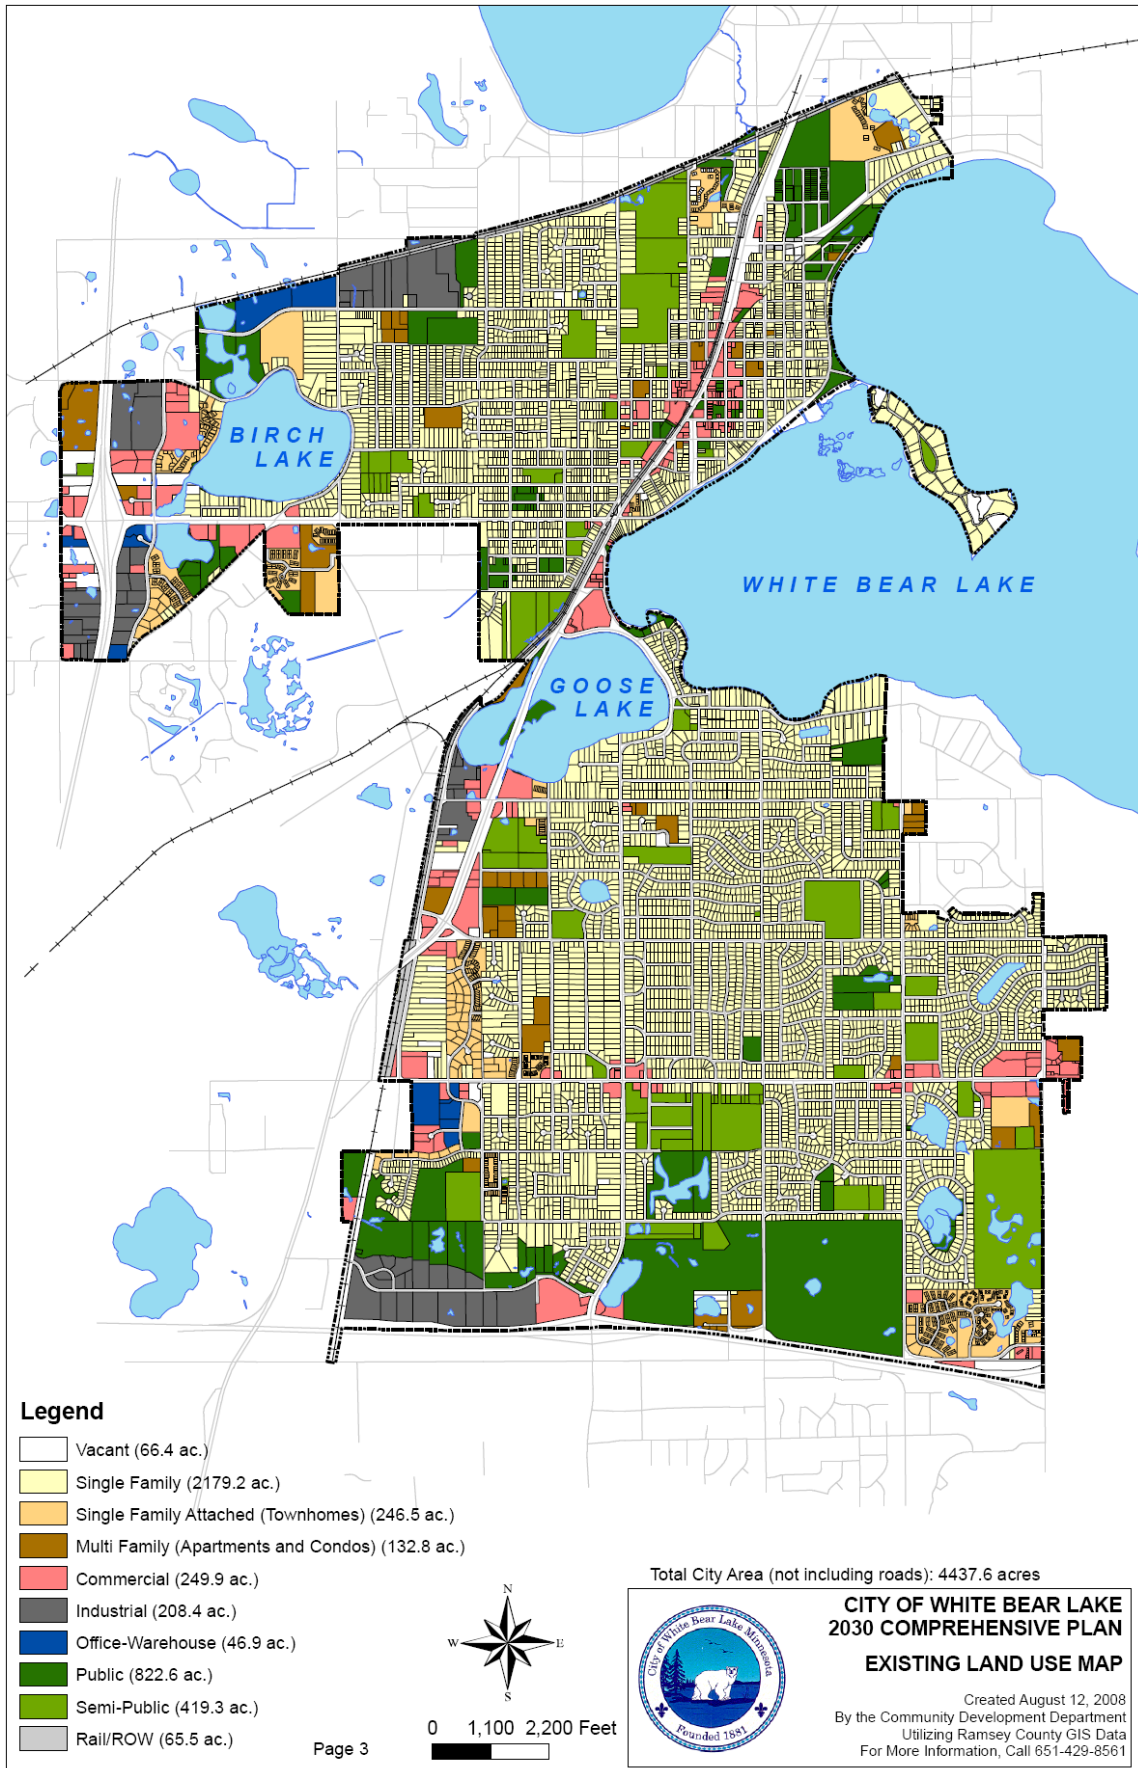 BIRCH
LAKE
WHITE BEAR LAKE
GOOSE
LAKE
Legend
Vacant (66.4 ac.)
Single Family (2179.2 ac.)
Single Family Attached (Townhomes) (246.5 ac.)
Multi Family (Apartments and Condos) (132.8 ac.)
Commercial (249.9 ac.)
Industrial (208.4 ac.)
Office-Warehouse (46.9 ac.)
Public (822.6 ac.)
Semi-Public (419.3 ac.)
Rail/ROW (65.5 ac.)
Page 3
N
W
E
S
0 1,100 2,200 Feet
Total City Area (not including roads): 4437.6 acres
City of White Bear Lake Minnesota
Founded 1881
CITY OF WHITE BEAR LAKE
2030 COMPREHENSIVE PLAN
EXISTING LAND USE MAP
Created August 12, 2008
By the Community Development Department
Utilizing Ramsey County GIS Data
For More Information, Call 651-429-8561